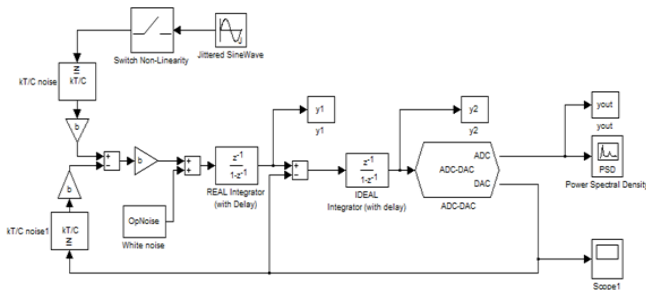 Switch Non-Linearity
Jittered SineWave
kT/C noise
kT/C
b
y1
y1
y2
y2
yout
yout
b
+
−
b
+
+
z-1
1-z-1
REAL Integrator
(with Delay)
+
−
z-1
1-z-1
IDEAL
Integrator (with delay)
ADC
ADC-DAC
DAC
ADC-DAC
PSD
Power Spectral Density
OpNoise
White noise
kT/C noise1
kT/C
Scope1